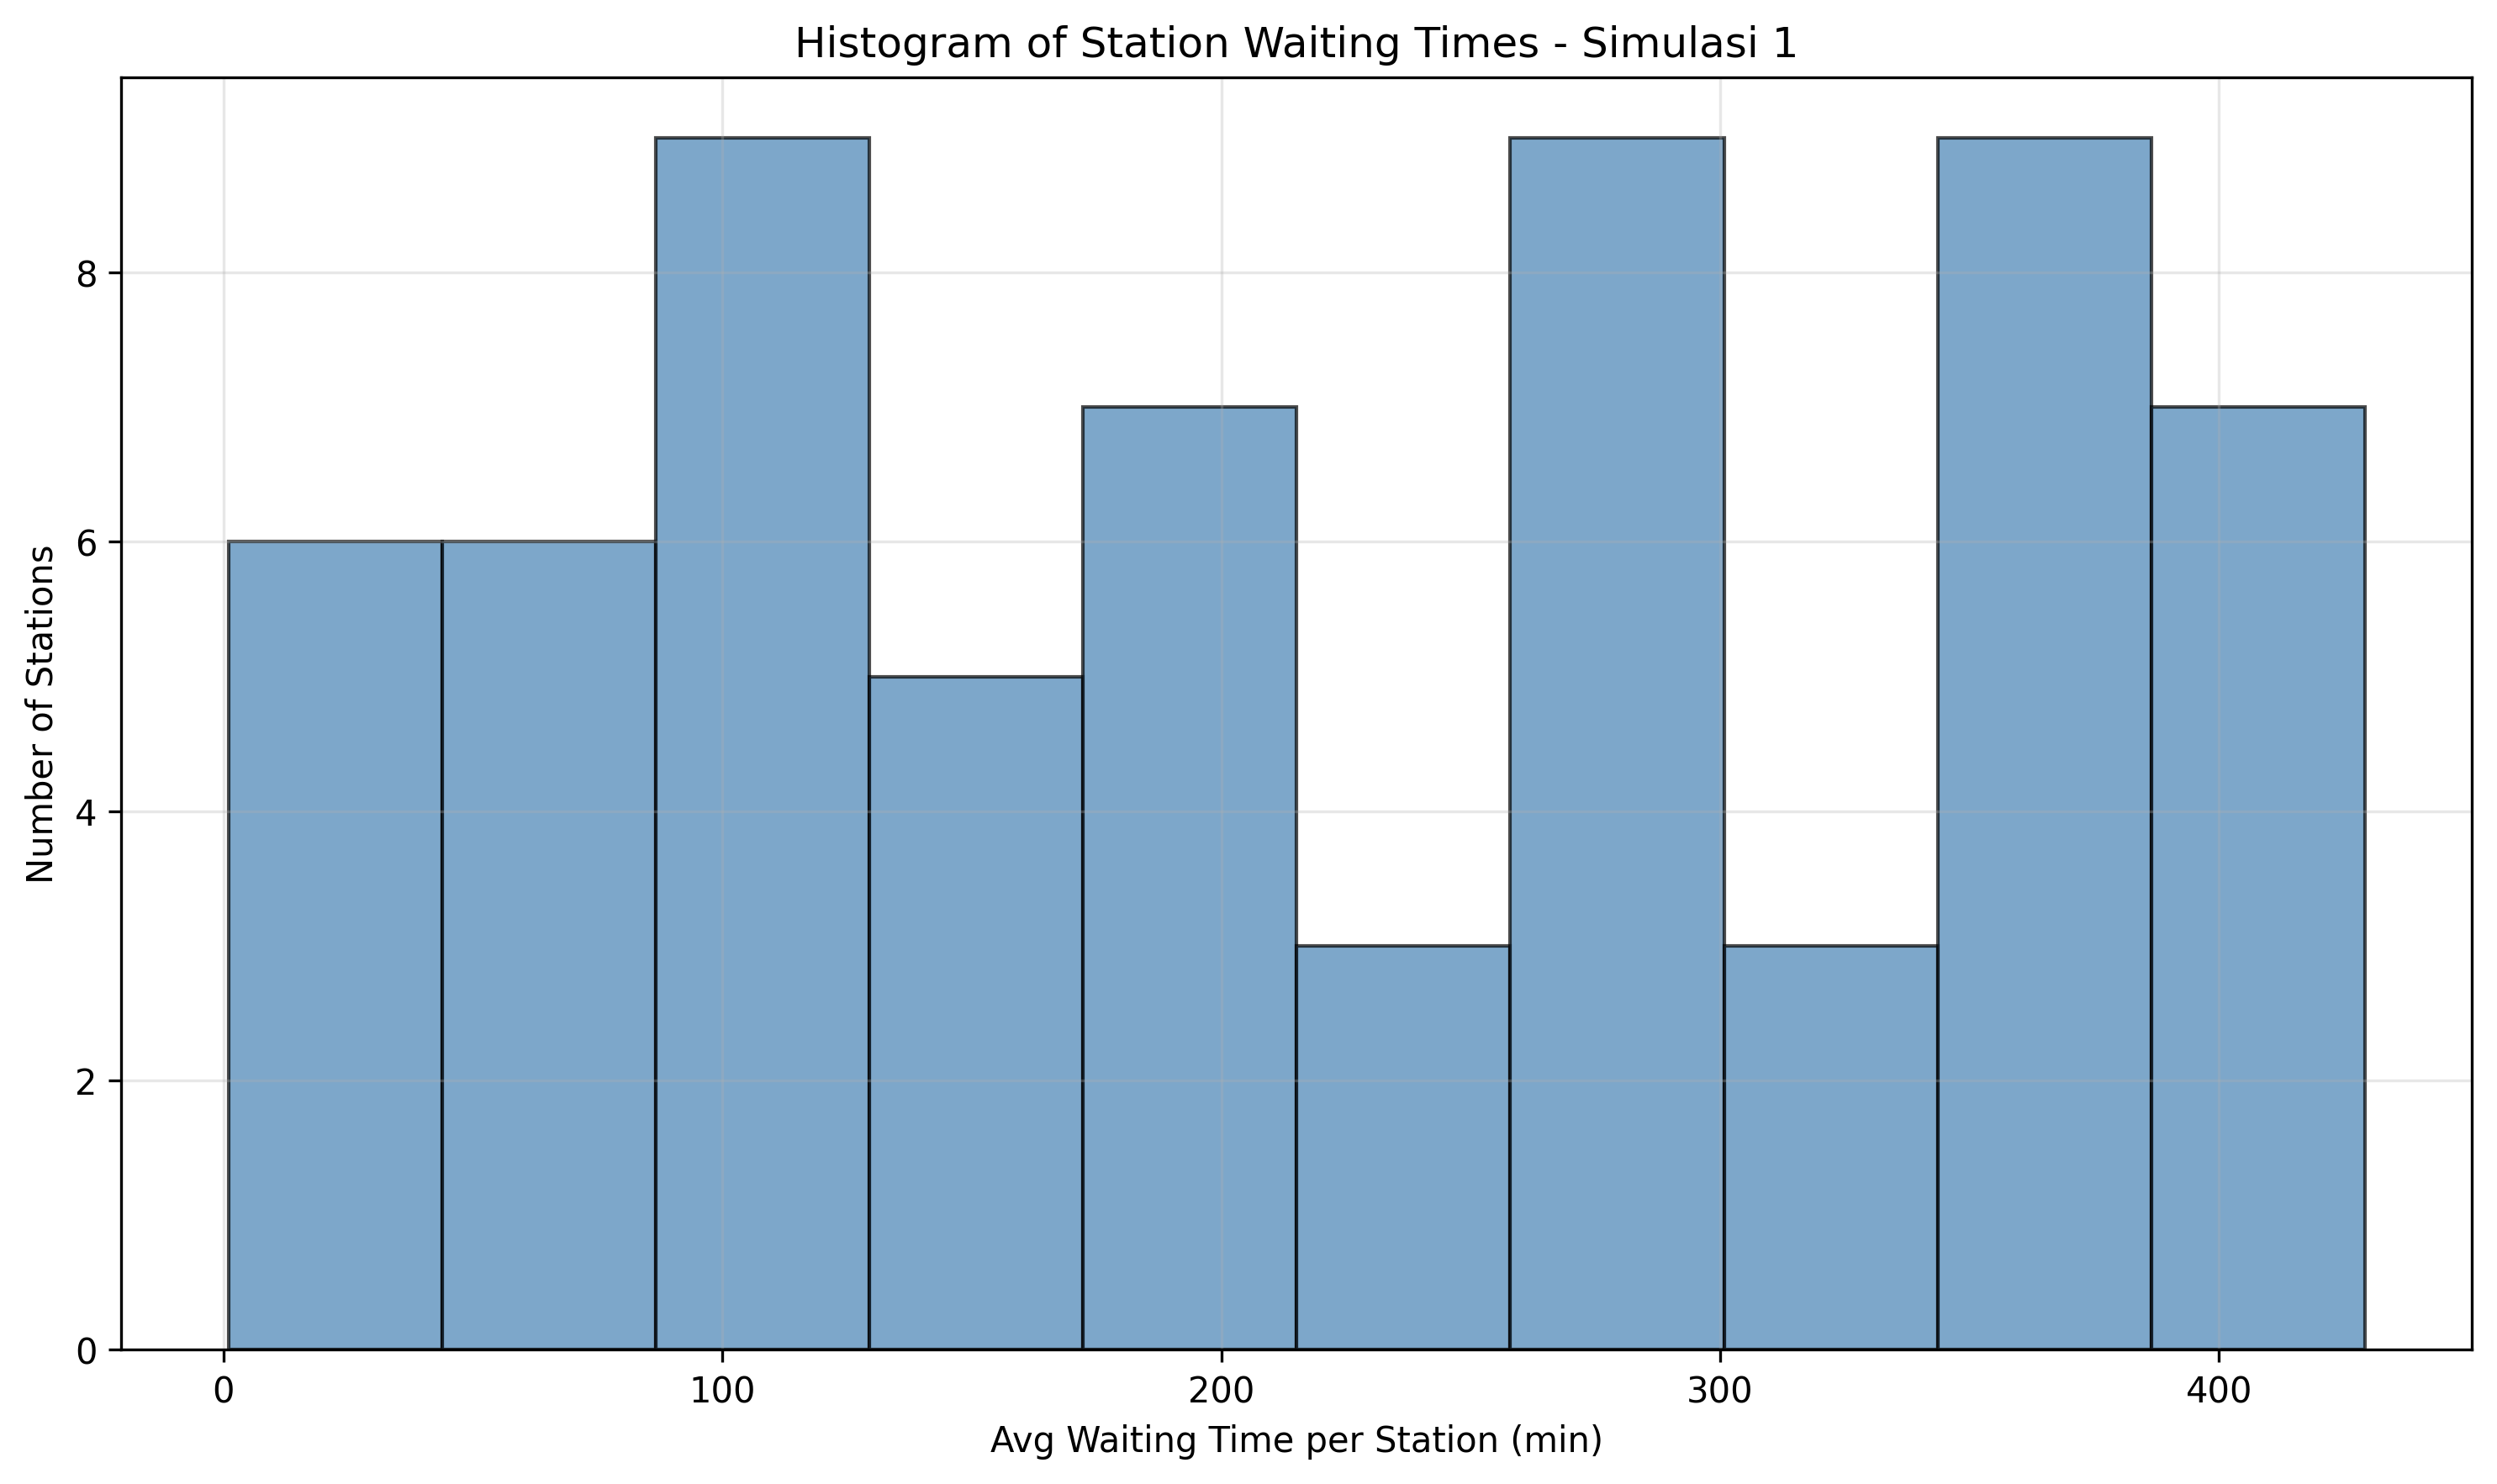 Histogram of Station Waiting Times - Simulasi 1
Number of Stations
8
6
4
2
0
0 100 200 300 400
Avg Waiting Time per Station (min)